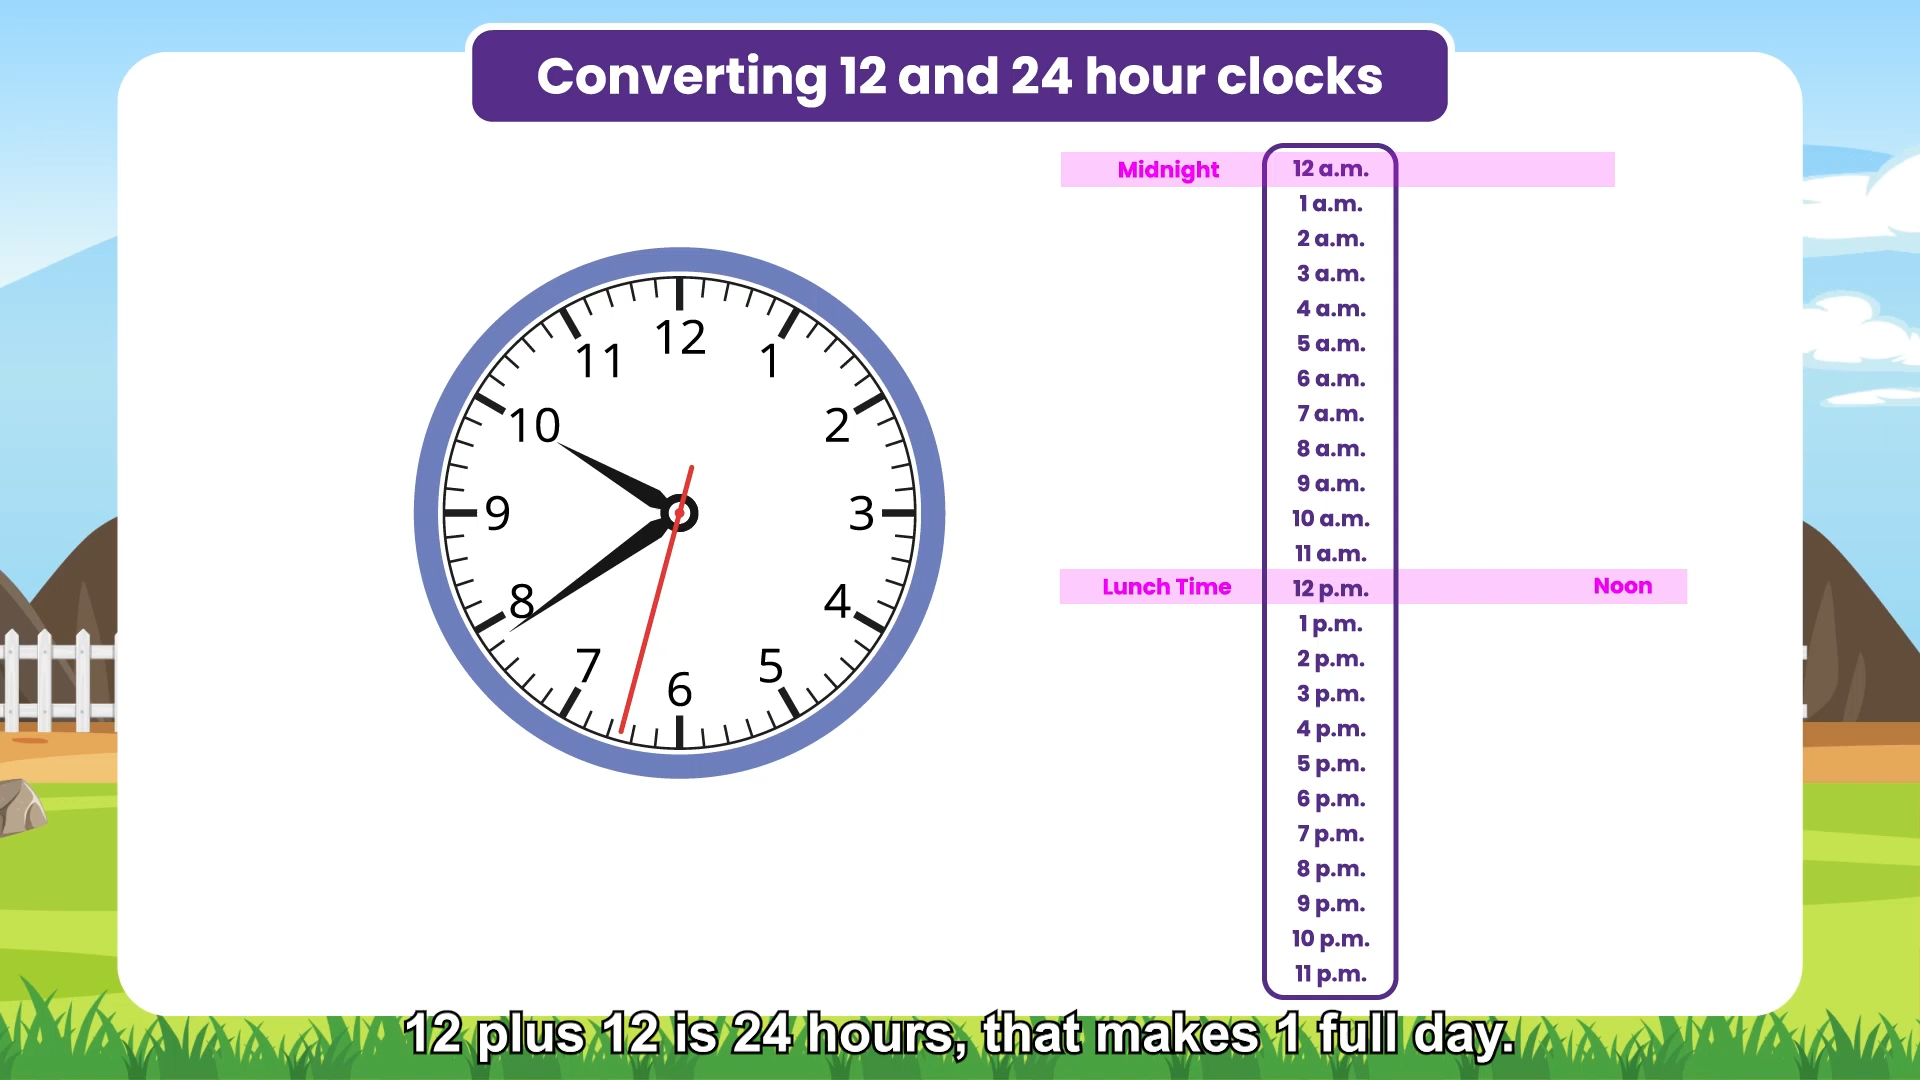 Converting 12 and 24 hour clocks
Midnight 12 a.m.
1 a.m.
2 a.m.
3 a.m.
4 a.m.
5 a.m.
6 a.m.
7 a.m.
8 a.m.
9 a.m.
10 a.m.
11 a.m.
Lunch Time 12 p.m. Noon
1 p.m.
2 p.m.
3 p.m.
4 p.m.
5 p.m.
6 p.m.
7 p.m.
8 p.m.
9 p.m.
10 p.m.
11 p.m.
12
1
2
3
4
5
6
7
8
9
10
11
12 plus 12 is 24 hours, that makes 1 full day.